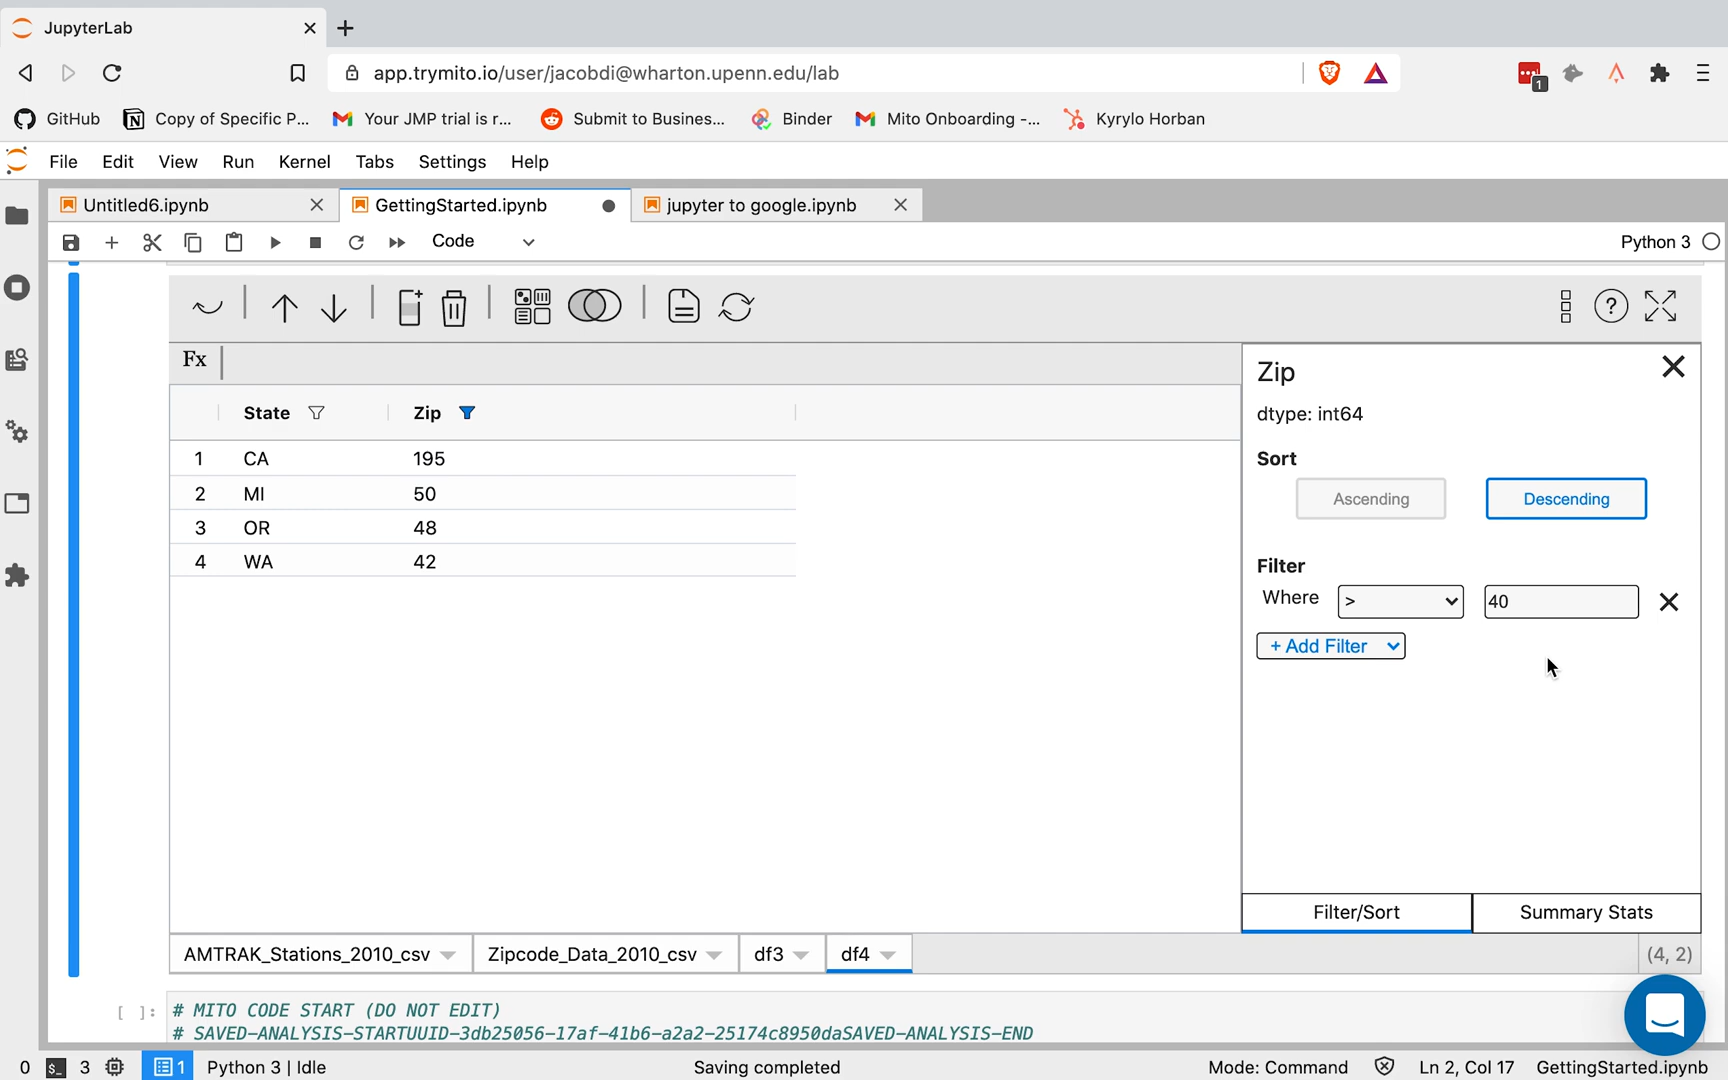 JupyterLab
app.trymito.io/user/jacobdi@wharton.upenn.edu/lab
1
GitHub Copy of Specific P... Your JMP trial is r... Submit to Busines... Binder Mito Onboarding -... Kyrylo Horban
File Edit View Run Kernel Tabs Settings Help
Untitled6.ipynb GettingStarted.ipynb jupyter to google.ipynb
Code Python 3
Fx
State Zip
1 CA 195
2 MI 50
3 OR 48
4 WA 42
Zip
dtype: int64
Sort
Ascending Descending
Filter
Where > 40
+ Add Filter
Filter/Sort Summary Stats
AMTRAK_Stations_2010_csv Zipcode_Data_2010_csv df3 df4 (4, 2)
[ ]: # MITO CODE START (DO NOT EDIT)
# SAVED-ANALYSIS-STARTUUID-3db25056-17af-41b6-a2a2-25174c8950daSAVED-ANALYSIS-END
0 $_ 3 1 Python 3 | Idle Saving completed Mode: Command Ln 2, Col 17 GettingStarted.ipynb